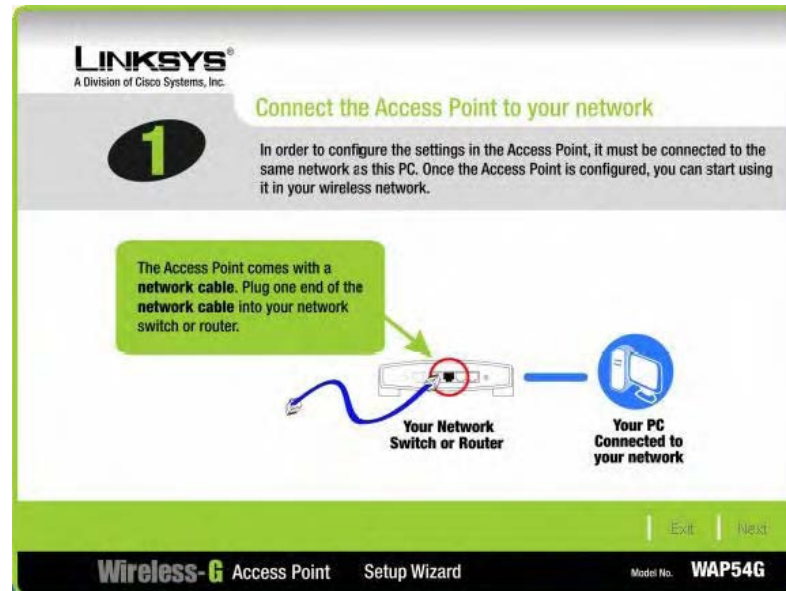 LINKSYS®
A Division of Cisco Systems, Inc.
1
Connect the Access Point to your network
In order to configure the settings in the Access Point, it must be connected to the
same network as this PC. Once the Access Point is configured, you can start using
it in your wireless network.
The Access Point comes with a
network cable. Plug one end of the
network cable into your network
switch or router.
Your Network
Switch or Router
Your PC
Connected to
your network
Exit
Next
Wireless-G Access Point Setup Wizard Model No. WAP54G